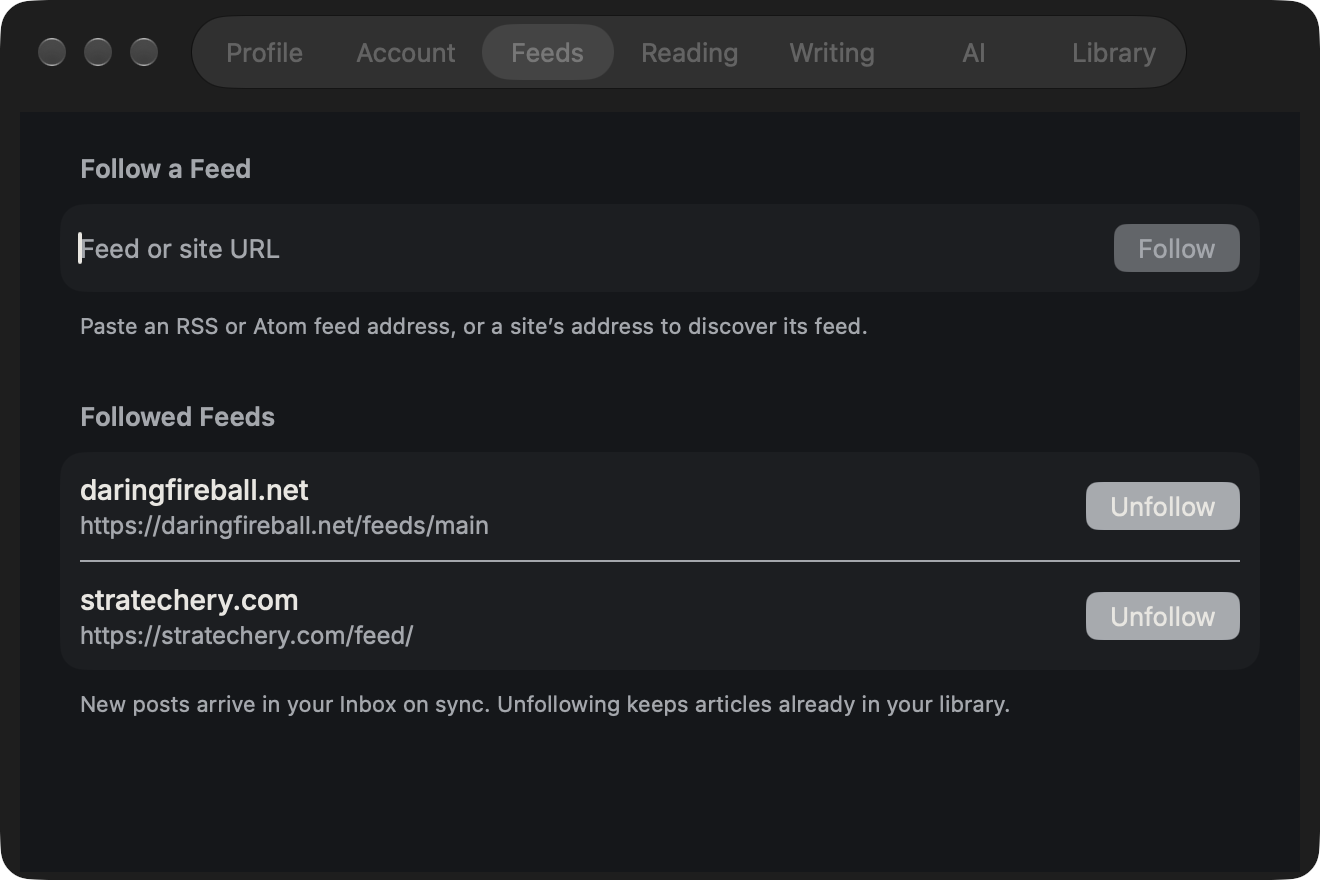 Profile Account Feeds Reading Writing AI Library
Follow a Feed
Feed or site URL Follow
Paste an RSS or Atom feed address, or a site’s address to discover its feed.
Followed Feeds
daringfireball.net
https://daringfireball.net/feeds/main
Unfollow
stratechery.com
https://stratechery.com/feed/
Unfollow
New posts arrive in your Inbox on sync. Unfollowing keeps articles already in your library.